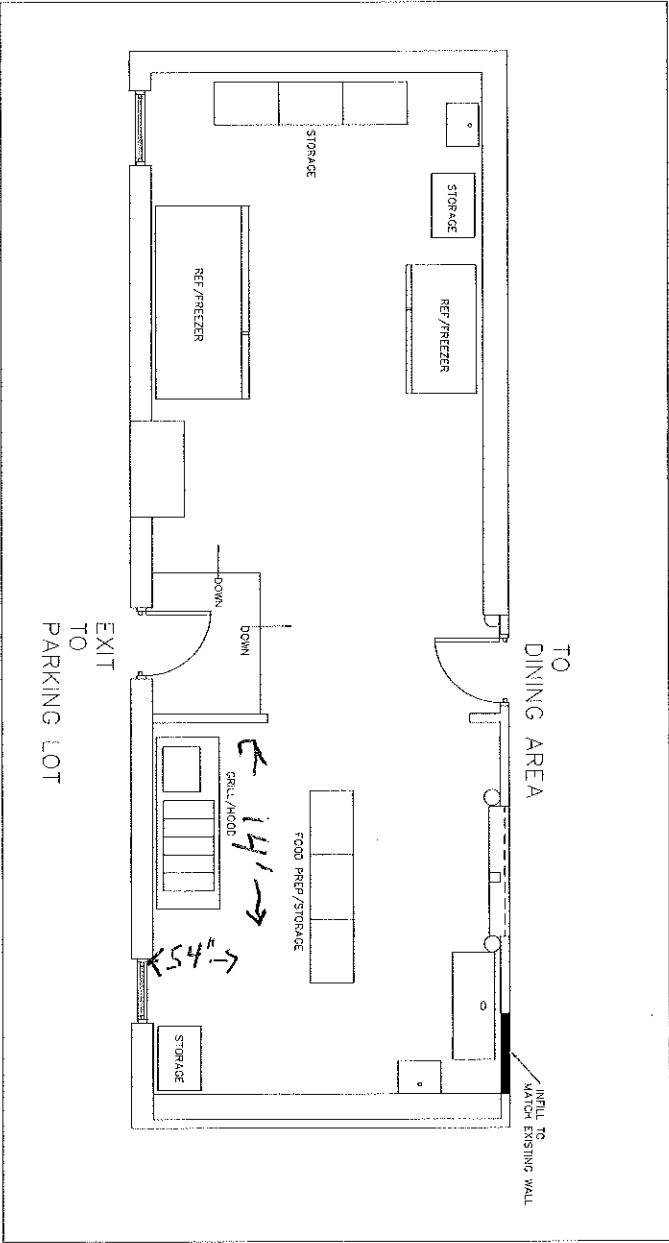 STORAGE
STORAGE
REF/FREEZER
REF/FREEZER
DOWN
DOWN
EXIT
TO
PARKING LOT
TO
DINING AREA
GRILL/HOOD
14'
FOOD PREP/STORAGE
54"
STORAGE
INFILL TO
MATCH EXISTING WALL